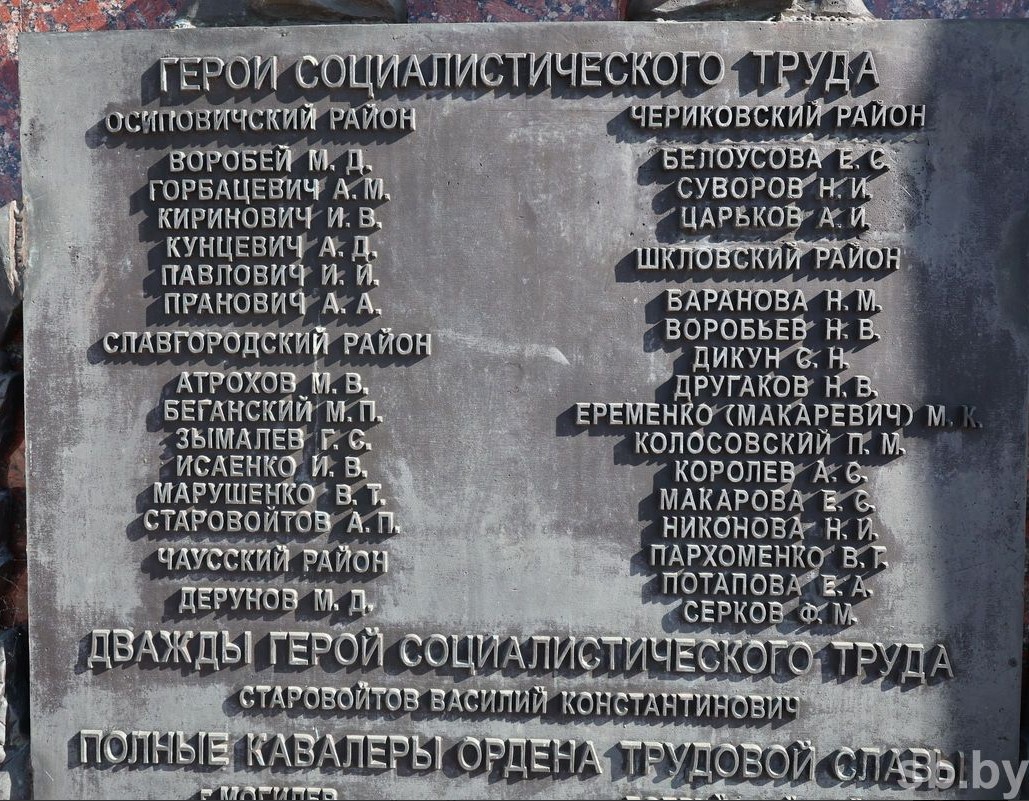 ГЕРОИ СОЦИАЛИСТИЧЕСКОГО ТРУДА
ОСИПОВИЧСКИЙ РАЙОН
ВОРОБЕЙ М. Д.
ГОРБАЦЕВИЧ А. М.
КИРИНОВИЧ И. В.
КУНЦЕВИЧ А. Д.
ПАВЛОВИЧ И. И.
ПРАНОВИЧ А. А.
СЛАВГОРОДСКИЙ РАЙОН
АТРОХОВ М. В.
БЕГАНСКИЙ М. П.
ЗЫМАЛЕВ Г. С.
ИСАЕНКО И. В.
МАРУШЕНКО В. Т.
СТАРОВОЙТОВ А. П.
ЧАУССКИЙ РАЙОН
ДЕРУНОВ М. Д.
ЧЕРИКОВСКИЙ РАЙОН
БЕЛОУСОВА Е. С.
СУВОРОВ Н. И.
ЦАРЬКОВ А. И.
ШКЛОВСКИЙ РАЙОН
БАРАНОВА Н. М.
ВОРОБЬЕВ Н. В.
ДИКУН С. Н.
ДРУГАКОВ Н. В.
ЕРЕМЕНКО (МАКАРЕВИЧ) М. К.
КОЛОСОВСКИЙ П. М.
КОРОЛЕВ А. С.
МАКАРОВА Е. С.
НИКОНОВА Н. И.
ПАРХОМЕНКО В. Г.
ПОТАПОВА Е. А.
СЕРКОВ Ф. М.
ДВАЖДЫ ГЕРОЙ СОЦИАЛИСТИЧЕСКОГО ТРУДА
СТАРОВОЙТОВ ВАСИЛИЙ КОНСТАНТИНОВИЧ
ПОЛНЫЕ КАВАЛЕРЫ ОРДЕНА ТРУДОВОЙ СЛАВЫ
г. МОГИЛЕВ
sb.by